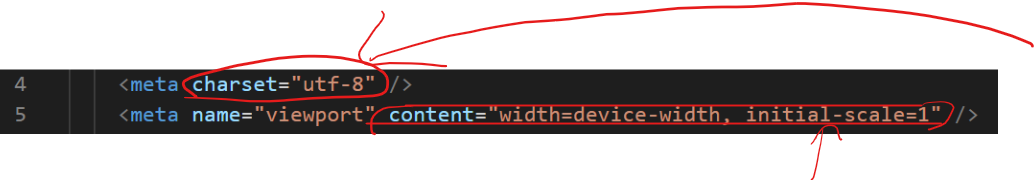 4 <meta charset="utf-8" />
5 <meta name="viewport" content="width=device-width, initial-scale=1" />